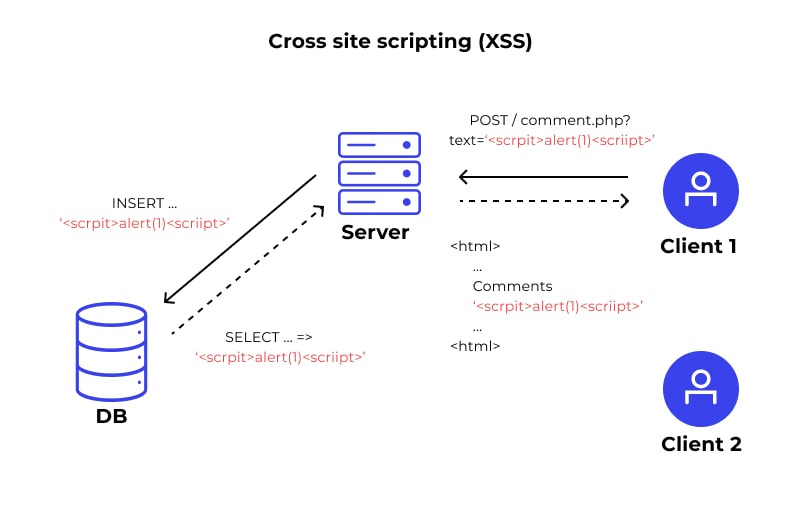 Cross site scripting (XSS)
POST / comment.php?
text=‘<scrpit>alert(1)<scriipt>’
INSERT ...
‘<scrpit>alert(1)<scriipt>’
Server
Client 1
<html>
...
Comments
‘<scrpit>alert(1)<scriipt>’
...
<html>
SELECT ... =>
‘<scrpit>alert(1)<scriipt>’
DB
Client 2